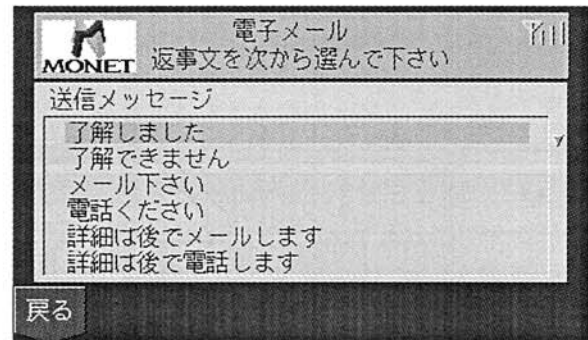 電子メール
MONET 返事文を次から選んで下さい
送信メッセージ
了解しました
了解できません
メール下さい
電話ください
詳細は後でメールします
詳細は後で電話します
戻る